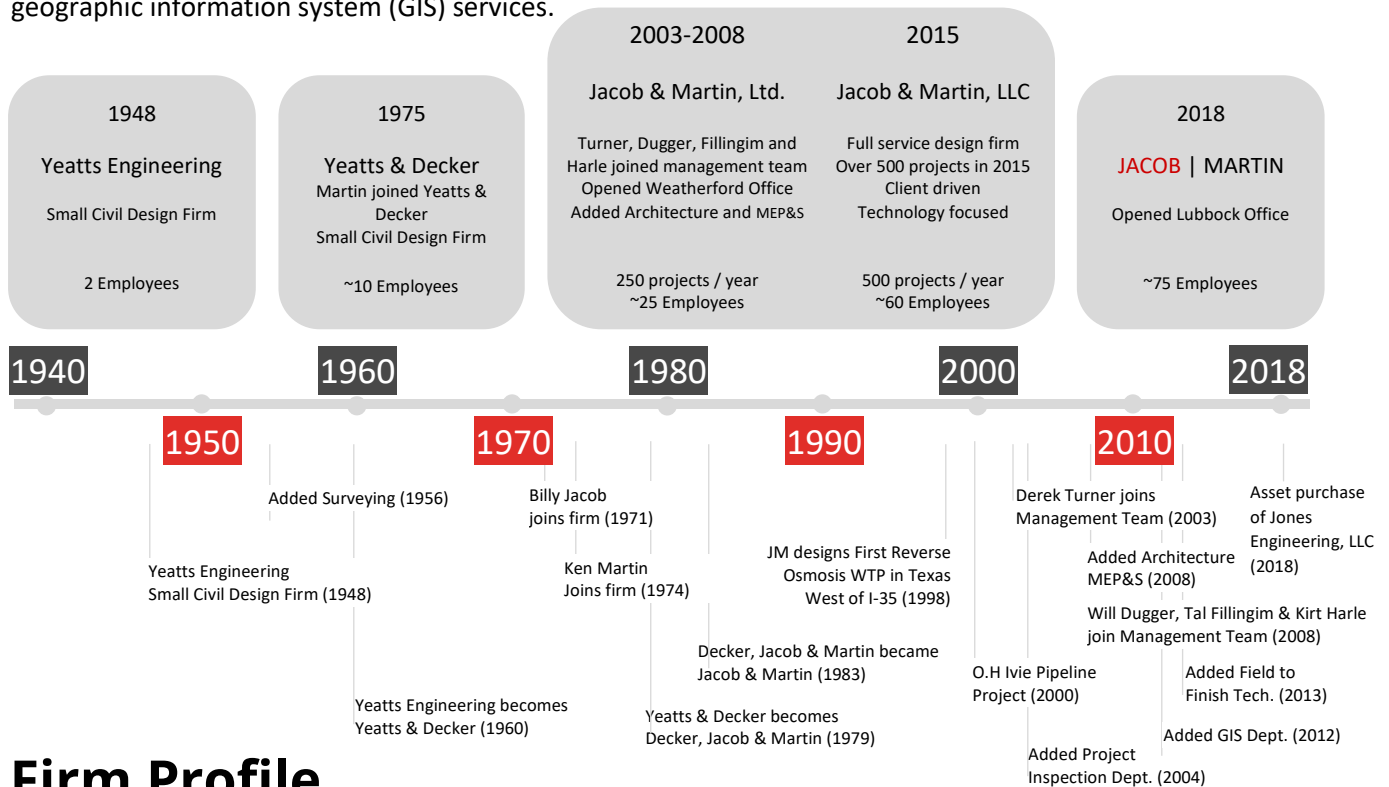 geographic information system (GIS) services.
1948
Yeatts Engineering
Small Civil Design Firm
2 Employees
1975
Yeatts & Decker
Martin joined Yeatts &
Decker
Small Civil Design Firm
~10 Employees
2003-2008
Jacob & Martin, Ltd.
Turner, Dugger, Fillingim and
Harle joined management team
Opened Weatherford Office
Added Architecture and MEP&S
250 projects / year
~25 Employees
2015
Jacob & Martin, LLC
Full service design firm
Over 500 projects in 2015
Client driven
Technology focused
500 projects / year
~60 Employees
2018
JACOB | MARTIN
Opened Lubbock Office
~75 Employees
1940
1960
1980
2000
2018
1950
1970
1990
2010
Added Surveying (1956)
Billy Jacob
joins firm (1971)
Derek Turner joins
Management Team (2003)
Asset purchase
of Jones
Engineering, LLC
(2018)
Yeatts Engineering
Small Civil Design Firm (1948)
Ken Martin
Joins firm (1974)
JM designs First Reverse
Osmosis WTP in Texas
West of I-35 (1998)
Added Architecture
MEP&S (2008)
Will Dugger, Tal Fillingim & Kirt Harle
join Management Team (2008)
Decker, Jacob & Martin became
Jacob & Martin (1983)
O.H Ivie Pipeline
Project (2000)
Added Field to
Finish Tech. (2013)
Yeatts Engineering becomes
Yeatts & Decker (1960)
Yeatts & Decker becomes
Decker, Jacob & Martin (1979)
Added GIS Dept. (2012)
Added Project
Inspection Dept. (2004)
Firm Profile